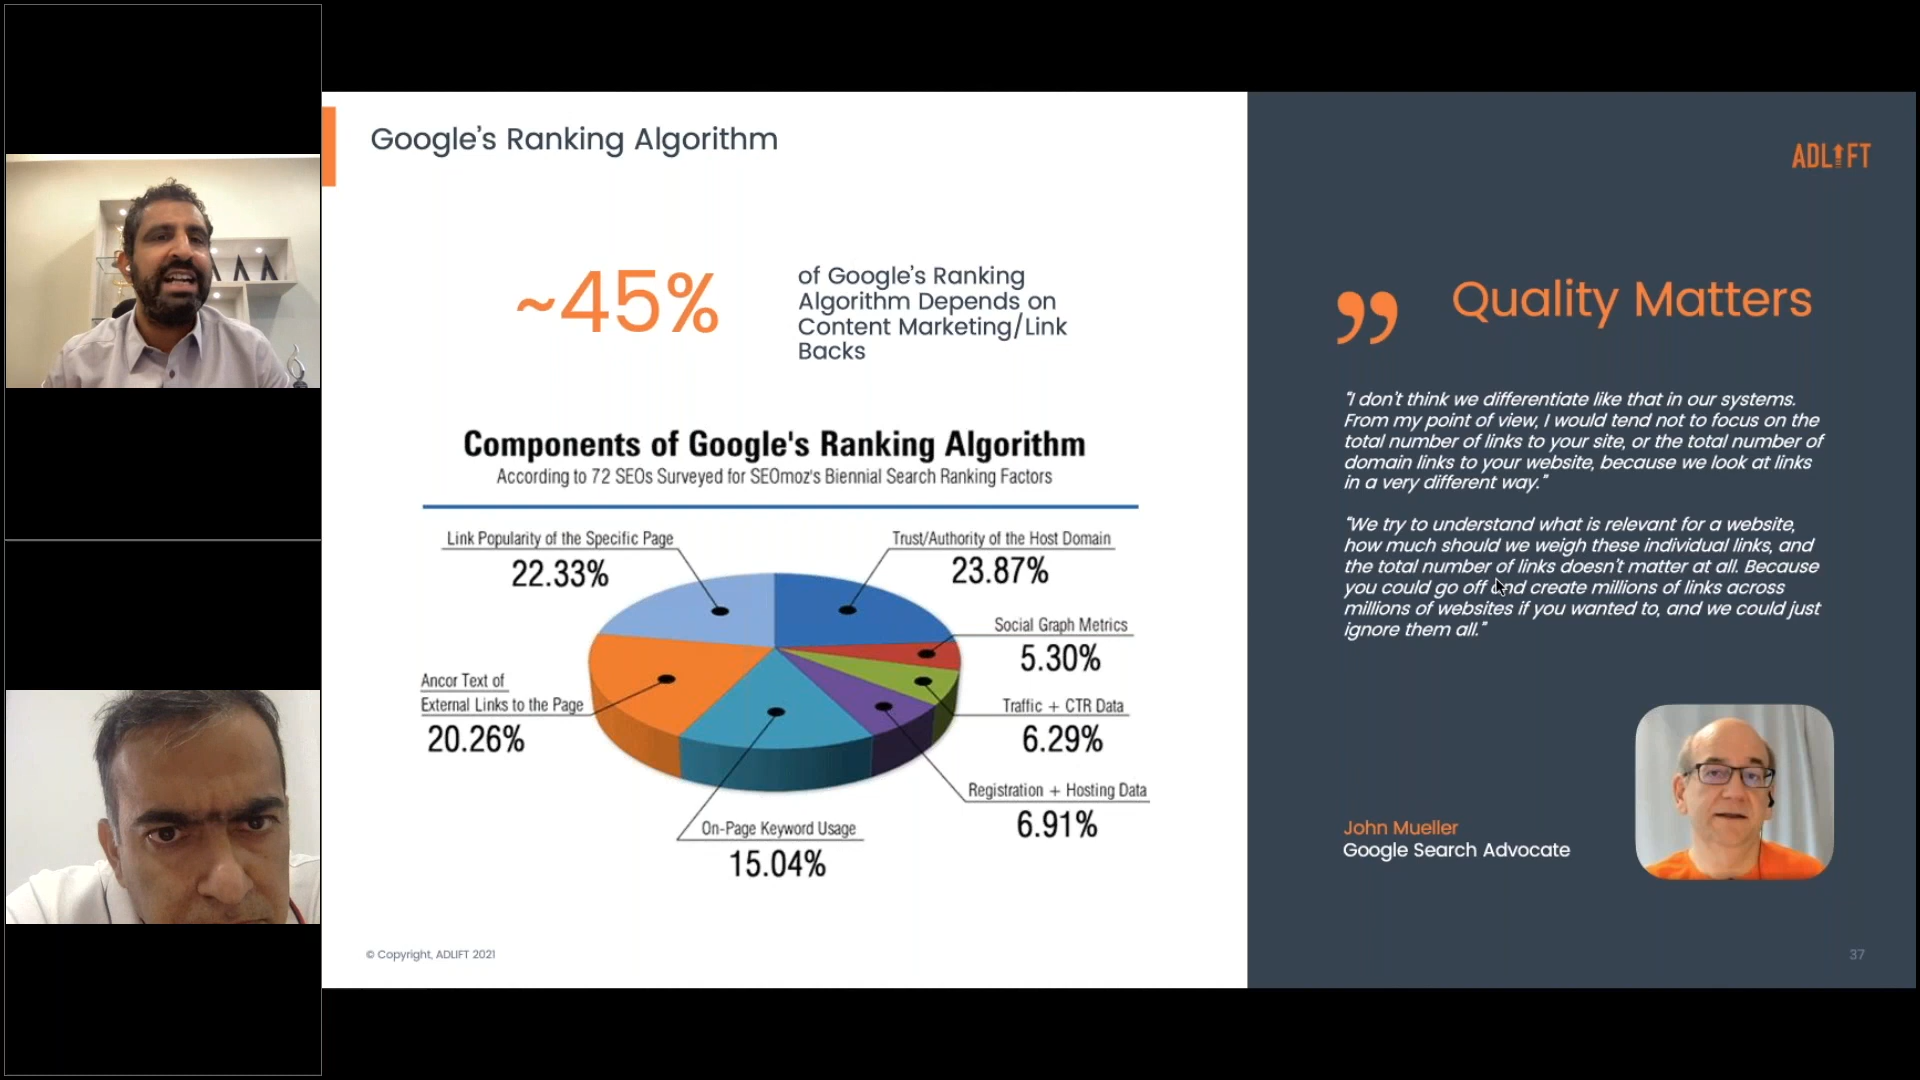 Google's Ranking Algorithm
~45%
of Google's Ranking
Algorithm Depends on
Content Marketing/Link
Backs
Components of Google's Ranking Algorithm
According to 72 SEOs Surveyed for SEOmoz's Biennial Search Ranking Factors
Link Popularity of the Specific Page
22.33%
Trust/Authority of the Host Domain
23.87%
Social Graph Metrics
5.30%
Ancor Text of
External Links to the Page
20.26%
Traffic + CTR Data
6.29%
Registration + Hosting Data
6.91%
On-Page Keyword Usage
15.04%
© Copyright, ADLIFT 2021
ADLIFT
” Quality Matters
"I don't think we differentiate like that in our systems.
From my point of view, I would tend not to focus on the
total number of links to your site, or the total number of
domain links to your website, because we look at links
in a very different way."
"We try to understand what is relevant for a website,
how much should we weigh these individual links, and
the total number of links doesn't matter at all. Because
you could go off and create millions of links across
millions of websites if you wanted to, and we could just
ignore them all."
John Mueller
Google Search Advocate
37